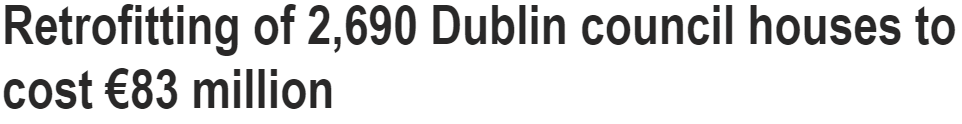 Retrofitting of 2,690 Dublin council houses to
cost €83 million